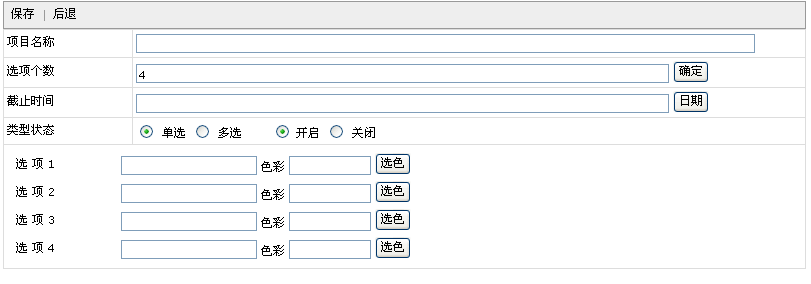 保存 | 后退
项目名称
选项个数 4 确定
截止时间 日期
类型状态 单选 多选 开启 关闭
选 项 1 色彩 选色
选 项 2 色彩 选色
选 项 3 色彩 选色
选 项 4 色彩 选色